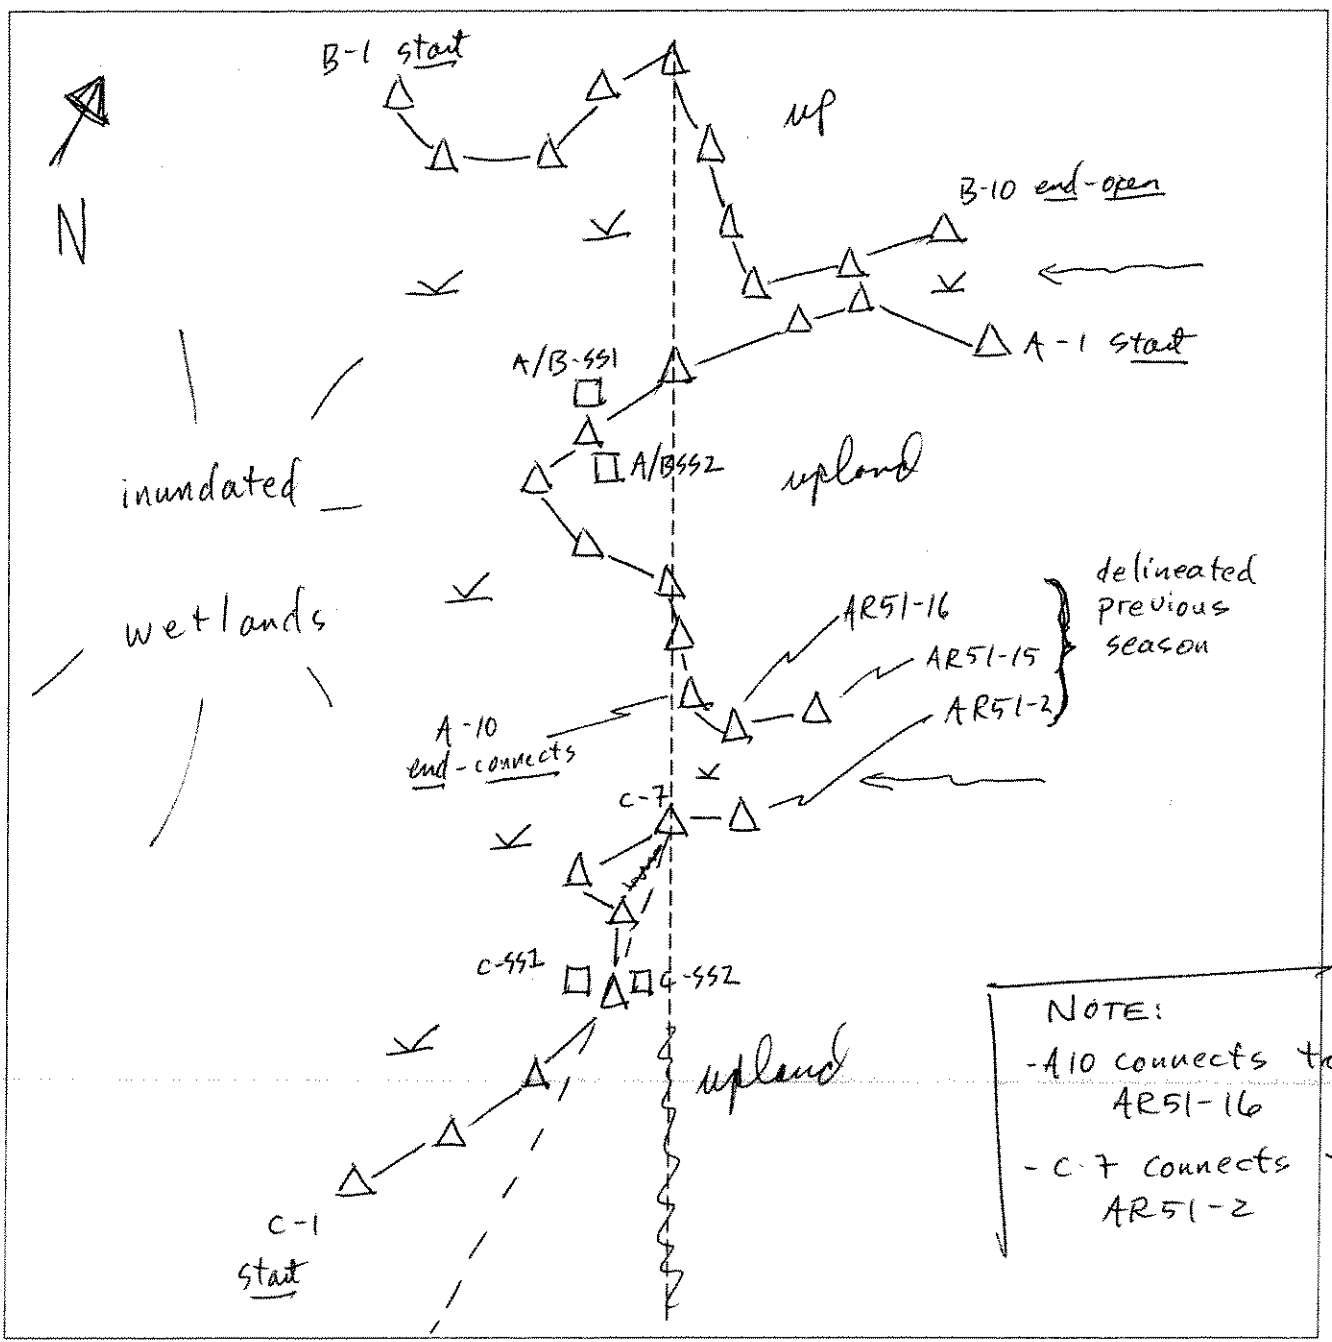 B-1 start
up
N
B-10 end-open
A-1 start
A/B-SS1
A/BSS2
upland
inundated
wetlands
AR51-16
AR51-15
AR51-2
delineated
previous
season
A-10
end-connects
C-7
C-SS1
C-SS2
upland
C-1
start
NOTE:
-A10 connects
AR51-16
- C-7 connects
AR51-2